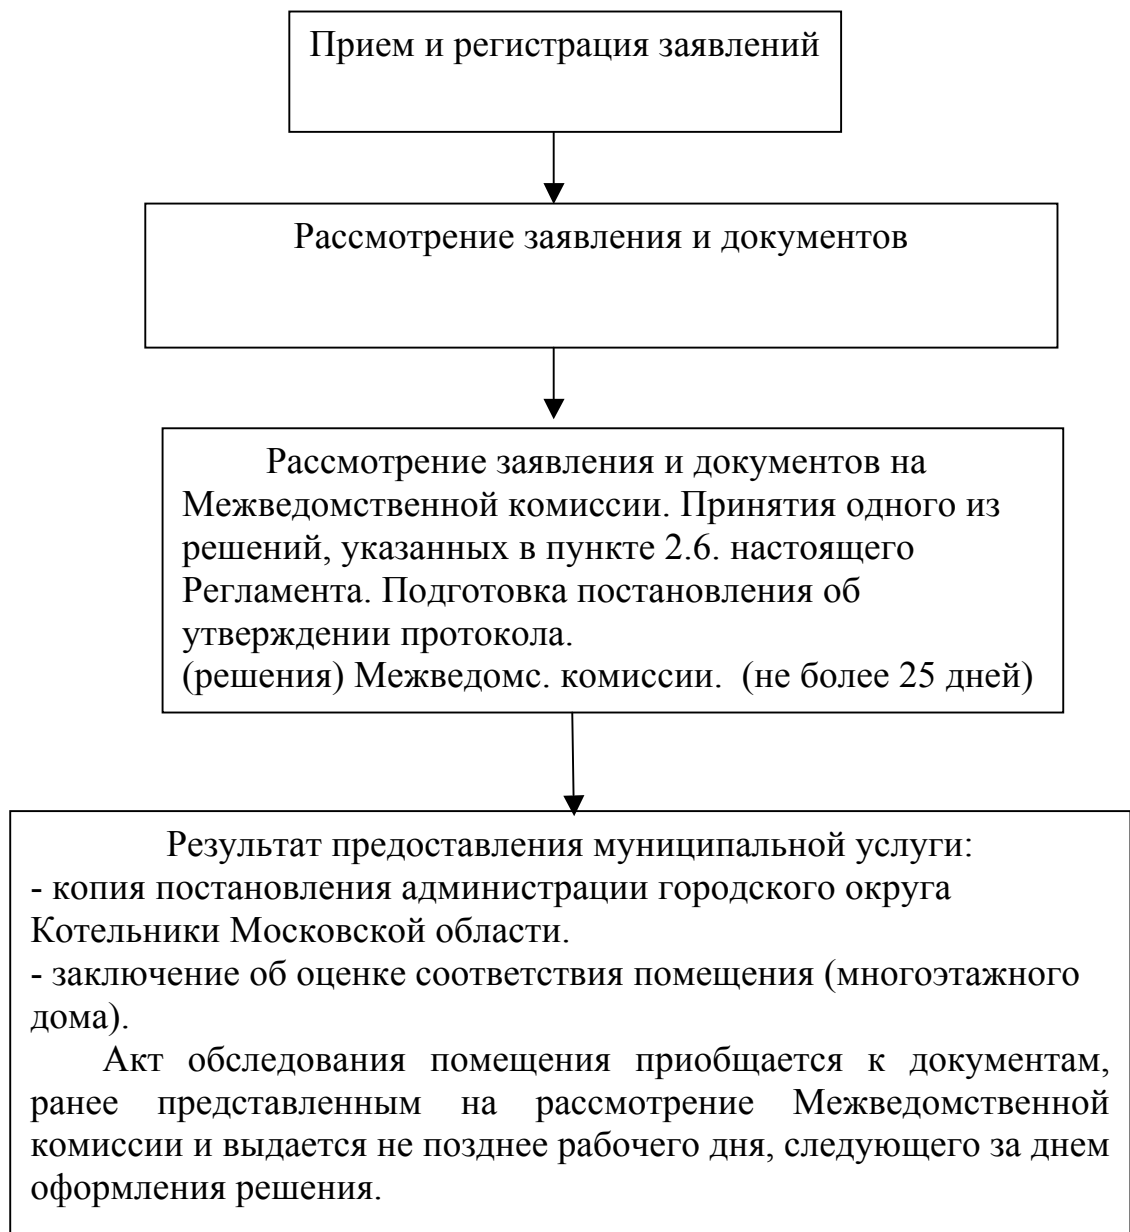 Прием и регистрация заявлений
Рассмотрение заявления и документов
Рассмотрение заявления и документов на
Межведомственной комиссии. Принятия одного из
решений, указанных в пункте 2.6. настоящего
Регламента. Подготовка постановления об
утверждении протокола.
(решения) Межведомс. комиссии. (не более 25 дней)
Результат предоставления муниципальной услуги:
- копия постановления администрации городского округа
Котельники Московской области.
- заключение об оценке соответствия помещения (многоэтажного
дома).
Акт обследования помещения приобщается к документам,
ранее представленным на рассмотрение Межведомственной
комиссии и выдается не позднее рабочего дня, следующего за днем
оформления решения.